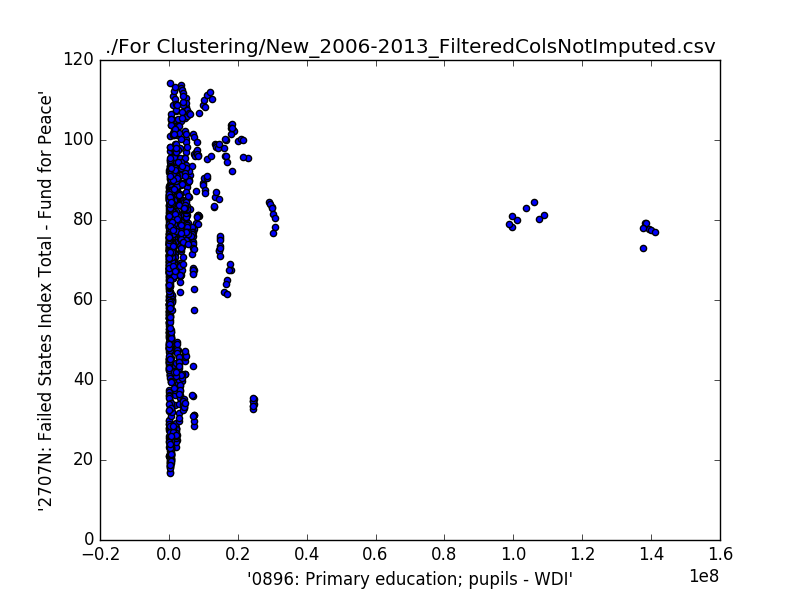 ./For Clustering/New_2006-2013_FilteredColsNotImputed.csv
'2707N: Failed States Index Total - Fund for Peace'
120
100
80
60
40
20
0
−0.2 0.0 0.2 0.4 0.6 0.8 1.0 1.2 1.4 1.6
1e8
'0896: Primary education; pupils - WDI'